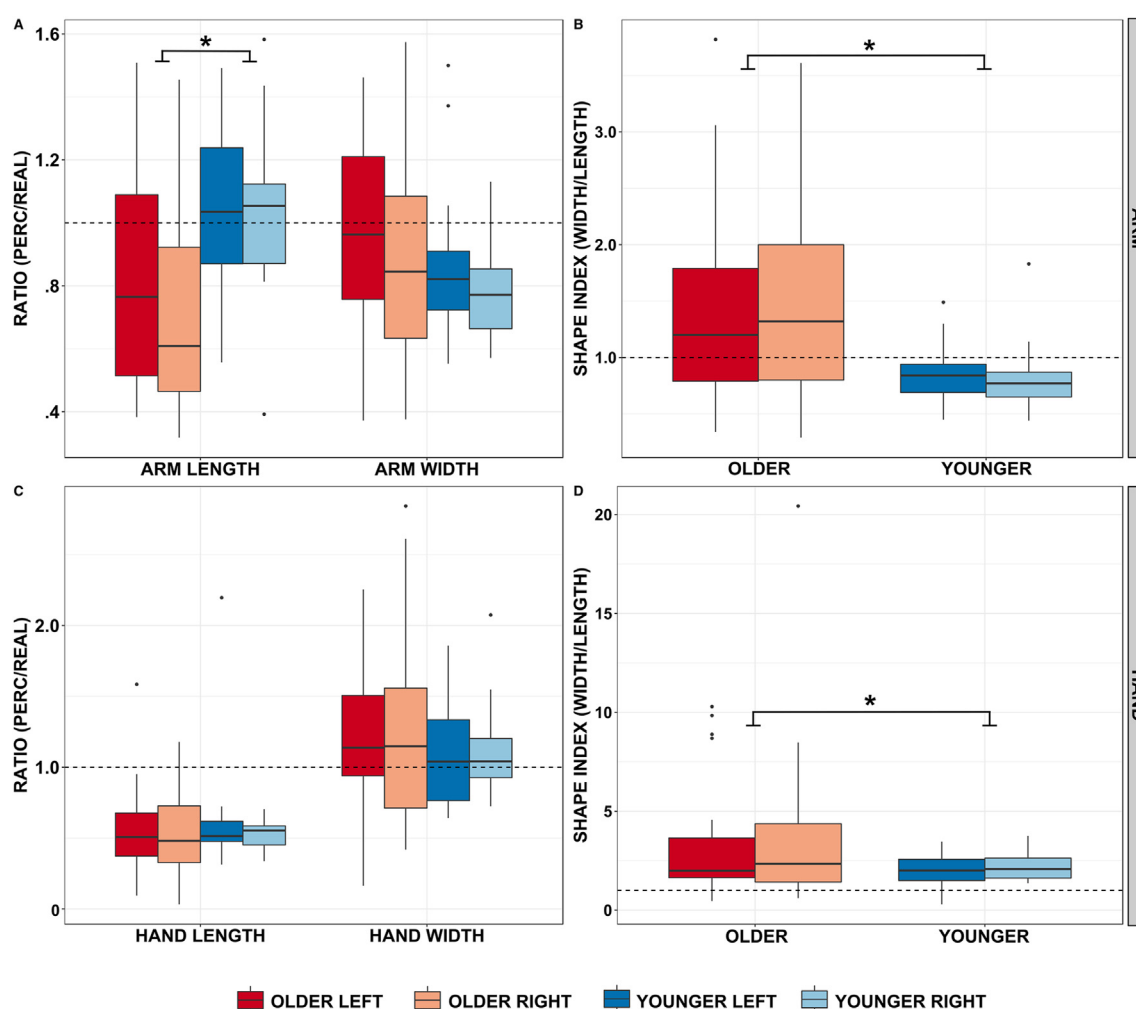 A
RATIO (PERC/REAL)
1.6
1.2
.8
.4
*
ARM LENGTH ARM WIDTH
B
SHAPE INDEX (WIDTH/LENGTH)
3.0
2.0
1.0
*
OLDER YOUNGER
C
RATIO (PERC/REAL)
2.0
1.0
0
HAND LENGTH HAND WIDTH
D
SHAPE INDEX (WIDTH/LENGTH)
20
15
10
5
0
*
OLDER YOUNGER
OLDER LEFT OLDER RIGHT YOUNGER LEFT YOUNGER RIGHT